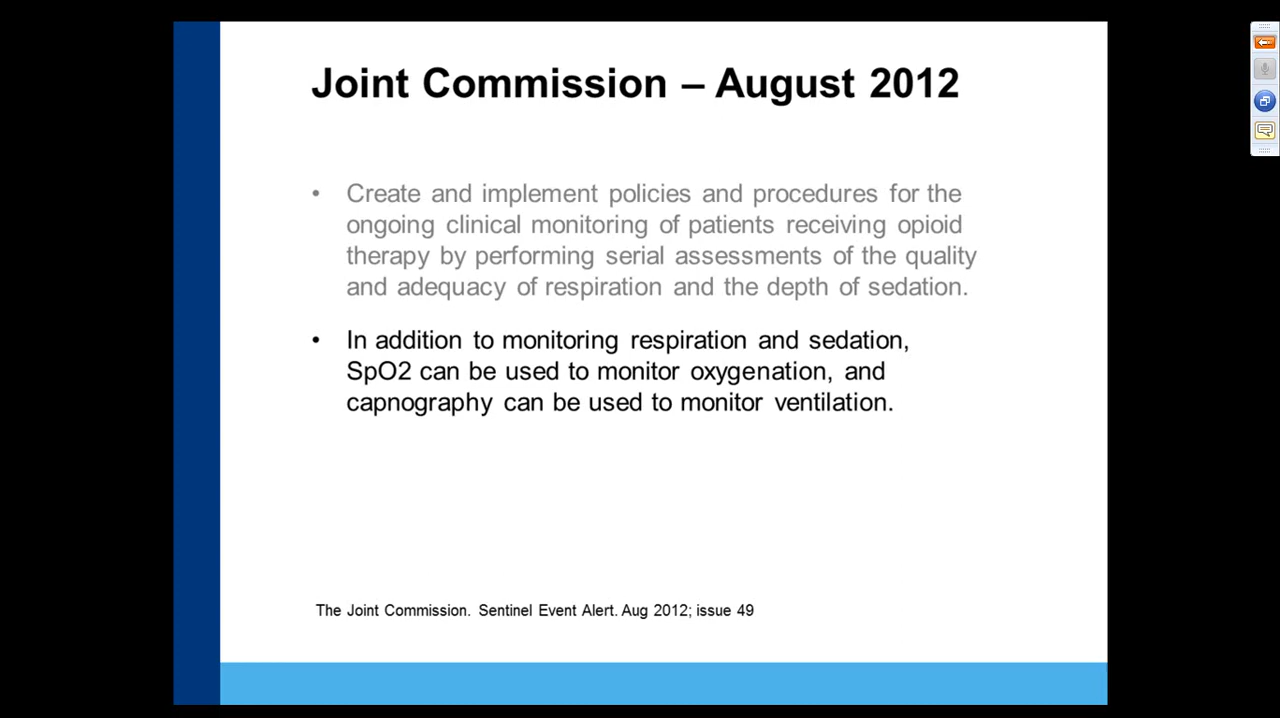 Joint Commission – August 2012
• Create and implement policies and procedures for the
ongoing clinical monitoring of patients receiving opioid
therapy by performing serial assessments of the quality
and adequacy of respiration and the depth of sedation.
• In addition to monitoring respiration and sedation,
SpO2 can be used to monitor oxygenation, and
capnography can be used to monitor ventilation.
The Joint Commission. Sentinel Event Alert. Aug 2012; issue 49